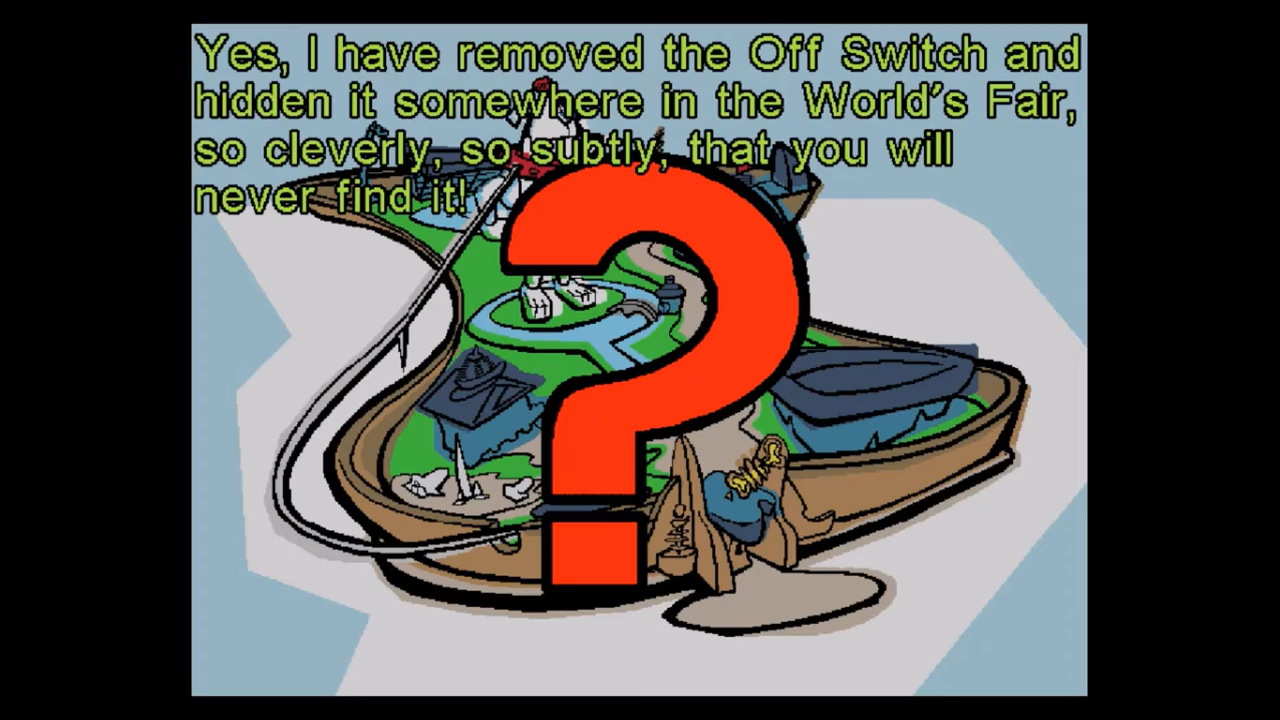 Yes, I have removed the Off Switch and
hidden it somewhere in the World's Fair,
so cleverly, so subtly, that you will
never find it!
?